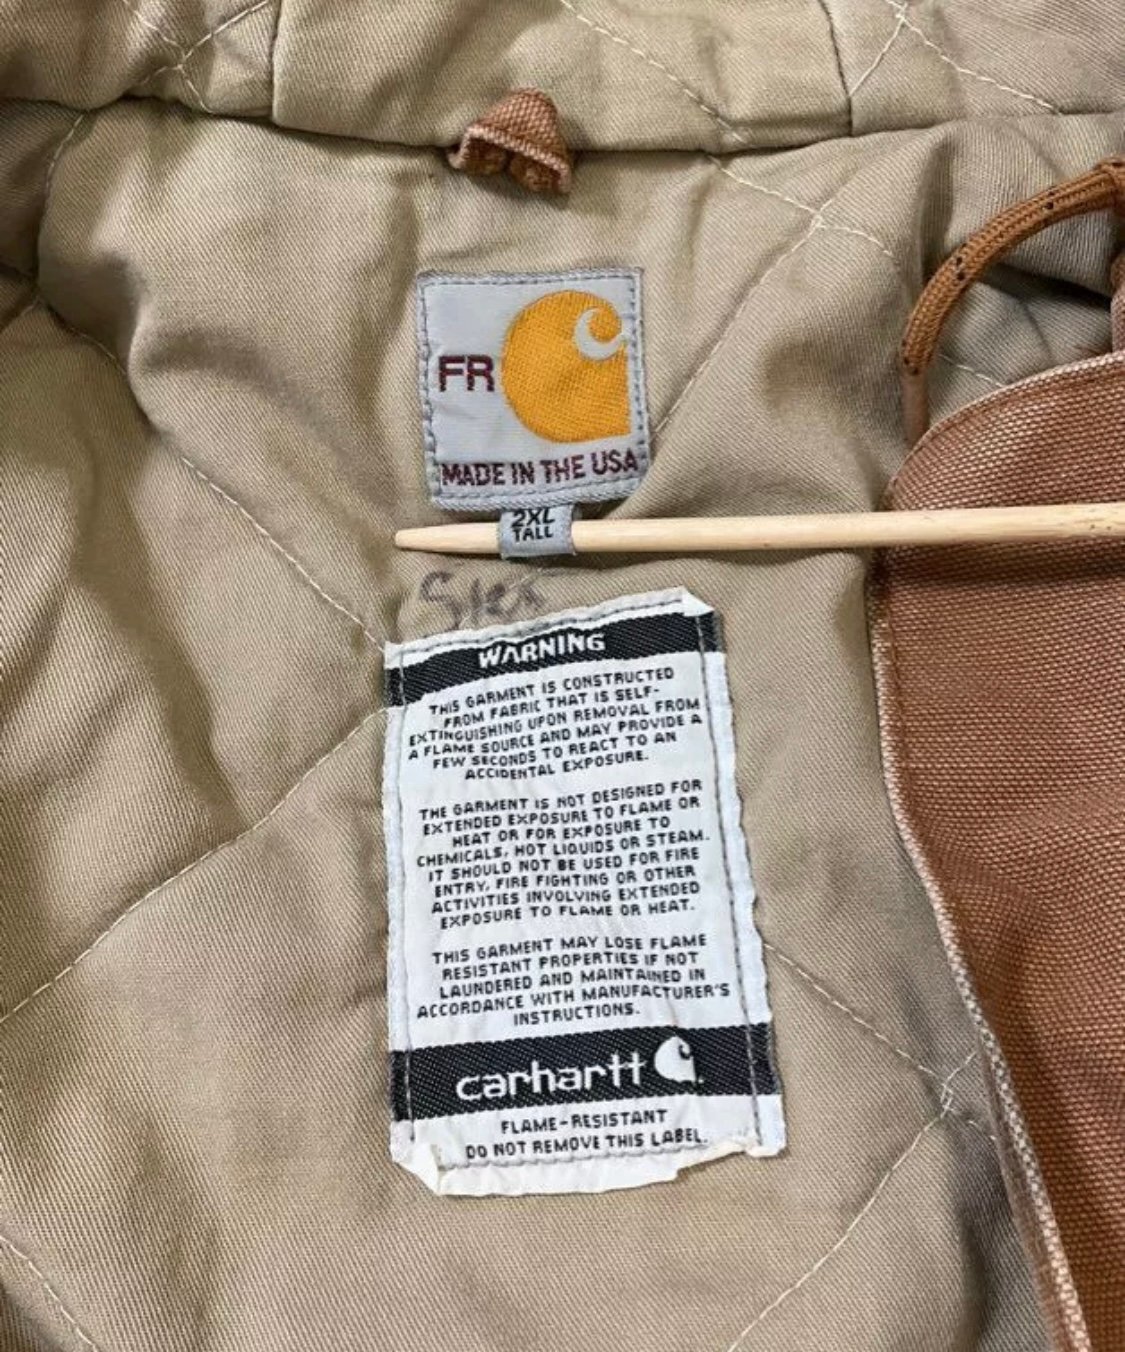 FR
MADE IN THE USA
2XL
TALL
WARNING
THIS GARMENT IS CONSTRUCTED
FROM FABRIC THAT IS SELF-
EXTINGUISHING UPON REMOVAL FROM
A FLAME SOURCE AND MAY PROVIDE A
FEW SECONDS TO REACT TO AN
ACCIDENTAL EXPOSURE.
THE GARMENT IS NOT DESIGNED FOR
EXTENDED EXPOSURE TO FLAME OR
HEAT OR FOR EXPOSURE TO
CHEMICALS, HOT LIQUIDS OR STEAM.
IT SHOULD NOT BE USED FOR FIRE
ENTRY, FIRE FIGHTING OR OTHER
ACTIVITIES INVOLVING EXTENDED
EXPOSURE TO FLAME OR HEAT.
THIS GARMENT MAY LOSE FLAME
RESISTANT PROPERTIES IF NOT
LAUNDERED AND MAINTAINED IN
ACCORDANCE WITH MANUFACTURER'S
INSTRUCTIONS.
carhartt
FLAME-RESISTANT
DO NOT REMOVE THIS LABEL.